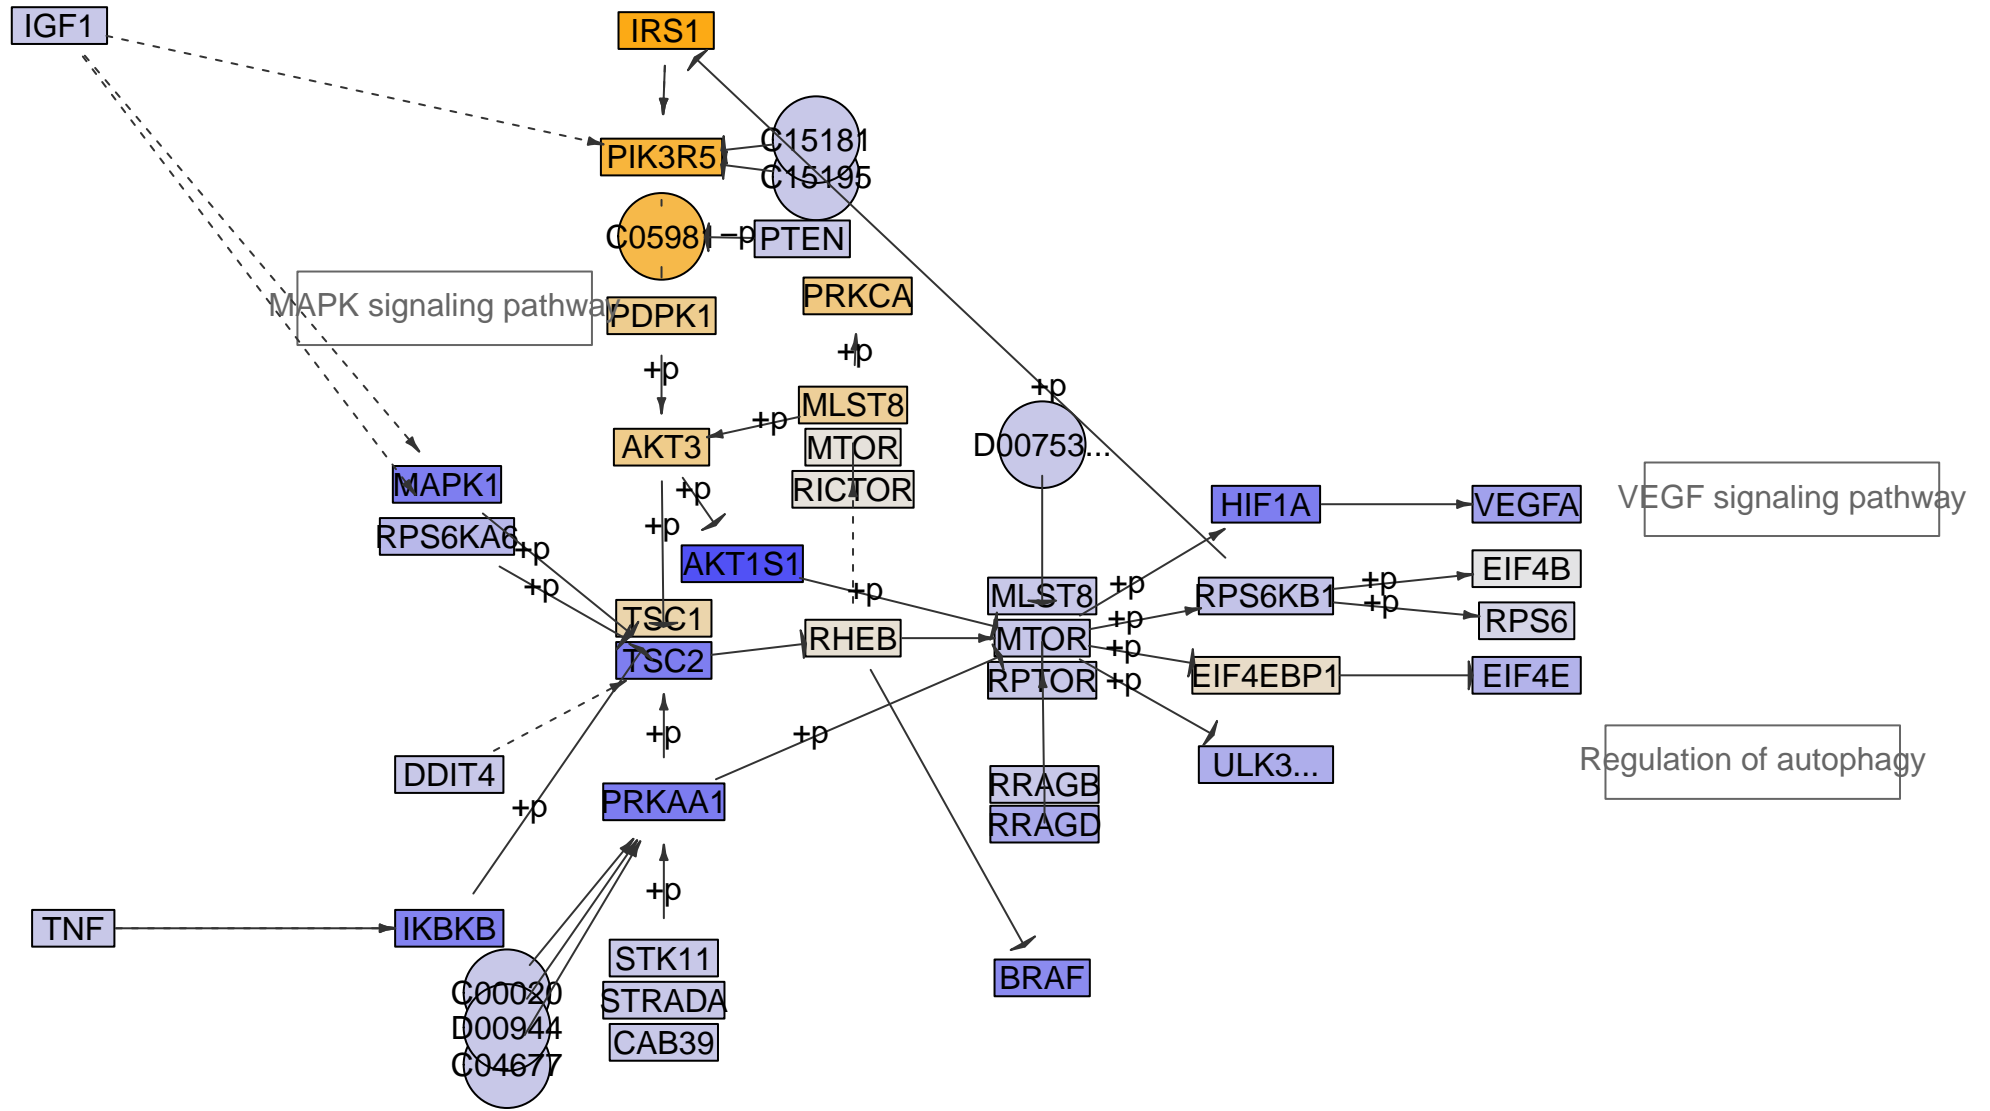 IGF1
IRS1
C15181
PIK3R5
C15195
C0598
–p
PTEN
PRKCA
MAPK signaling pathway
PDPK1
+p
+p
+p
MLST8
+p
AKT3
MTOR
D00753...
MAPK1
+p
RICTOR
HIF1A
VEGFA
VEGF signaling pathway
RPS6KA6
+p
+p
AKT1S1
EIF4B
+p
+p
+p
+p
MLST8
RPS6KB1
+p
TSC1
+p
RPS6
RHEB
MTOR
+p
TSC2
RPTOR
+p
EIF4EBP1
EIF4E
+p
+p
Regulation of autophagy
DDIT4
ULK3...
RRAGB
PRKAA1
+p
RRAGD
+p
TNF
IKBKB
STK11
BRAF
C00020
STRADA
D00944
CAB39
C04677